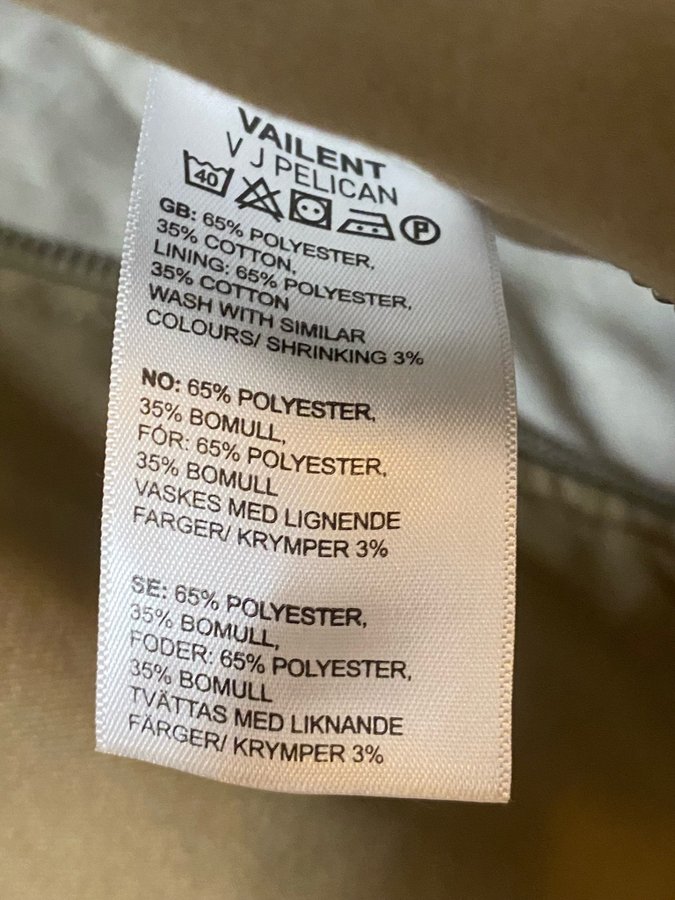 VAILENT
V J PELICAN
40 P
GB: 65% POLYESTER,
35% COTTON,
LINING: 65% POLYESTER,
35% COTTON
WASH WITH SIMILAR
COLOURS/ SHRINKING 3%
NO: 65% POLYESTER,
35% BOMULL,
FÓR: 65% POLYESTER,
35% BOMULL
VASKES MED LIGNENDE
FARGER/ KRYMPER 3%
SE: 65% POLYESTER,
35% BOMULL,
FODER: 65% POLYESTER,
35% BOMULL
TVÄTTAS MED LIKNANDE
FÄRGER/ KRYMPER 3%